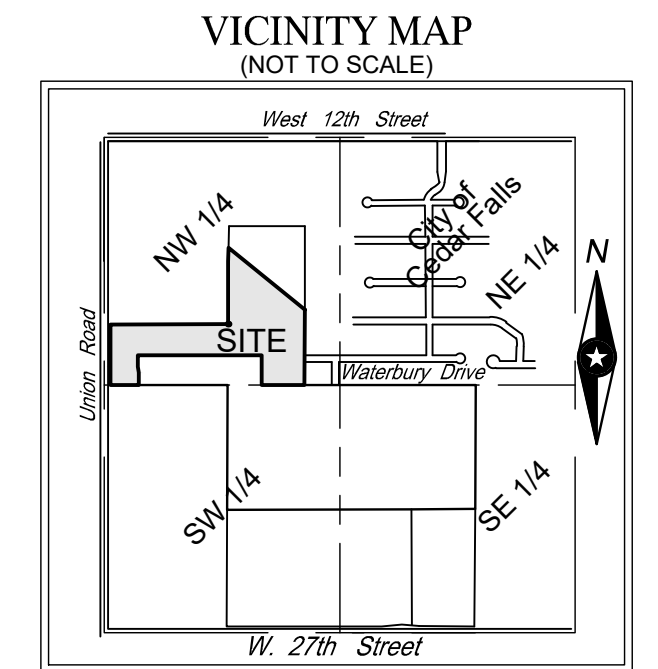 VICINITY MAP
(NOT TO SCALE)
West 12th Street
NW 1/4
City of
Cedar Falls
NE 1/4
N
Union Road
SITE
Waterbury Drive
SW 1/4
SE 1/4
W. 27th Street